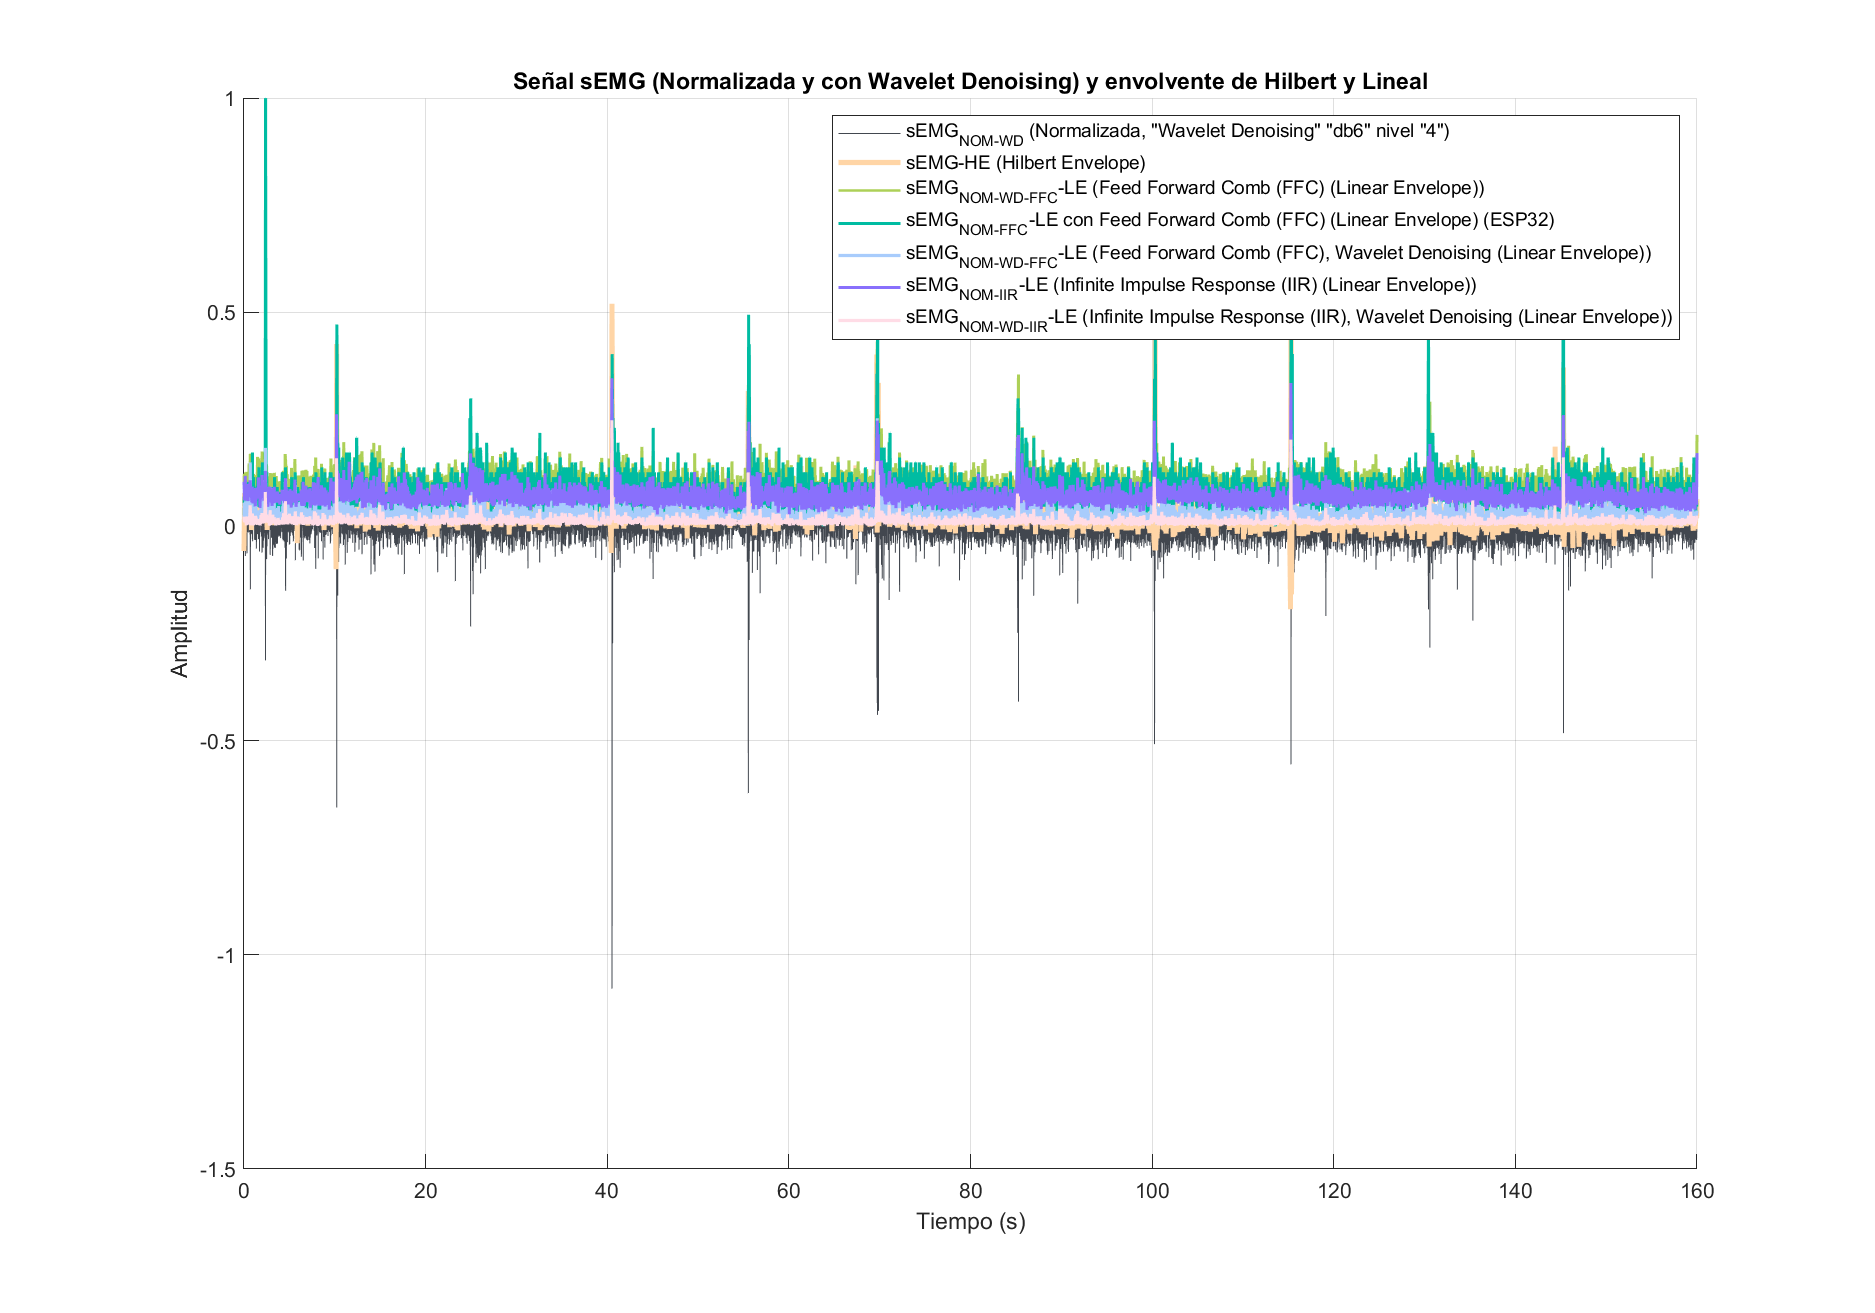 Señal sEMG (Normalizada y con Wavelet Denoising) y envolvente de Hilbert y Lineal
sEMG_NOM-WD (Normalizada, "Wavelet Denoising" "db6" nivel "4")
sEMG-HE (Hilbert Envelope)
sEMG_NOM-WD-FFC-LE (Feed Forward Comb (FFC) (Linear Envelope))
sEMG_NOM-FFC-LE con Feed Forward Comb (FFC) (Linear Envelope) (ESP32)
sEMG_NOM-WD-FFC-LE (Feed Forward Comb (FFC), Wavelet Denoising (Linear Envelope))
sEMG_NOM-IIR-LE (Infinite Impulse Response (IIR) (Linear Envelope))
sEMG_NOM-WD-IIR-LE (Infinite Impulse Response (IIR), Wavelet Denoising (Linear Envelope))
1
0.5
0
-0.5
-1
-1.5
Amplitud
0 20 40 60 80 100 120 140 160
Tiempo (s)